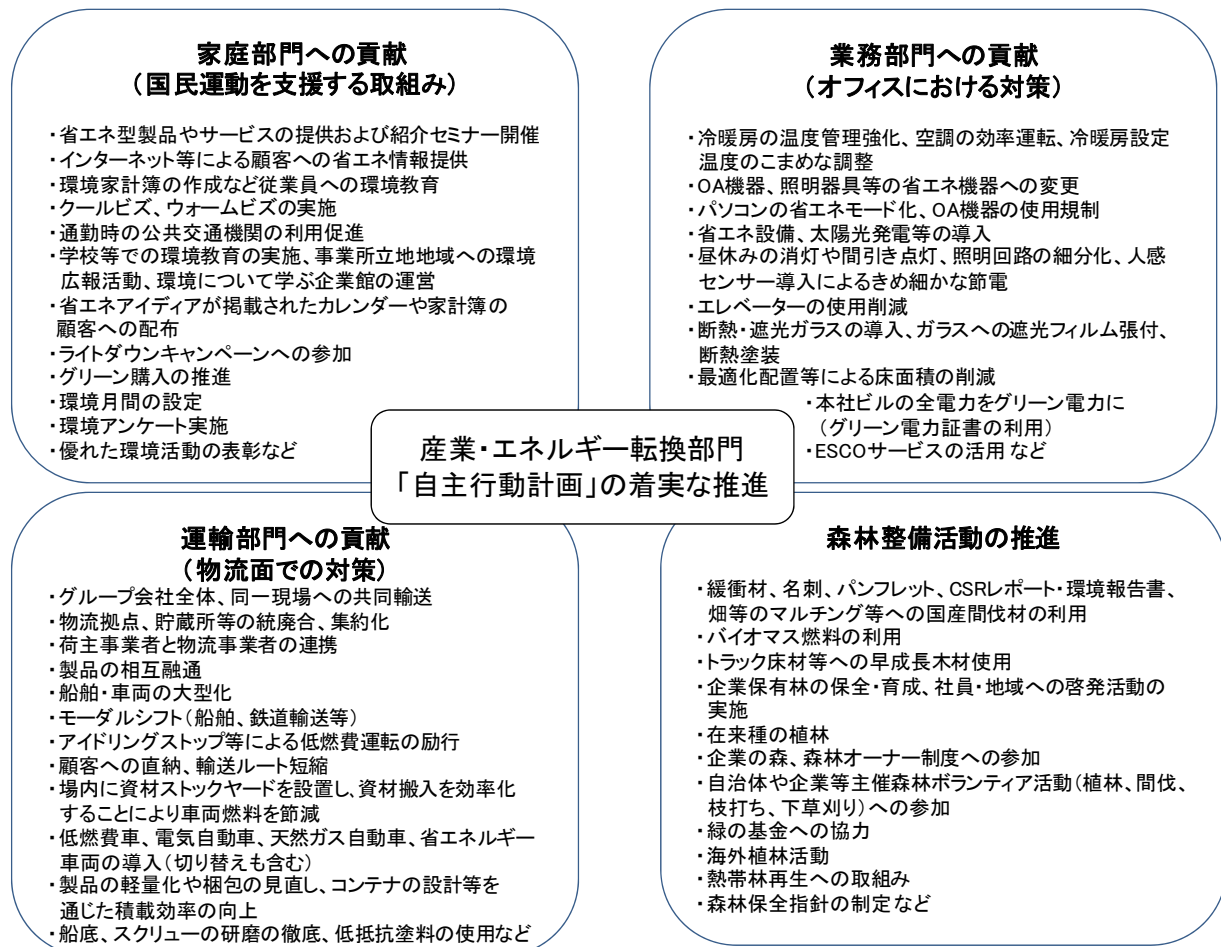 家庭部門への貢献
（国民運動を支援する取組み）
・省エネ型製品やサービスの提供および紹介セミナー開催
・インターネット等による顧客への省エネ情報提供
・環境家計簿の作成など従業員への環境教育
・クールビズ、ウォームビズの実施
・通勤時の公共交通機関の利用促進
・学校等での環境教育の実施、事業所立地地域への環境
広報活動、環境について学ぶ企業館の運営
・省エネアイディアが掲載されたカレンダーや家計簿の
顧客への配布
・ライトダウンキャンペーンへの参加
・グリーン購入の推進
・環境月間の設定
・環境アンケート実施
・優れた環境活動の表彰など
業務部門への貢献
（オフィスにおける対策）
・冷暖房の温度管理強化、空調の効率運転、冷暖房設定
温度のこまめな調整
・OA機器、照明器具等の省エネ機器への変更
・パソコンの省エネモード化、OA機器の使用規制
・省エネ設備、太陽光発電等の導入
・昼休みの消灯や間引き点灯、照明回路の細分化、人感
センサー導入によるきめ細かな節電
・エレベーターの使用削減
・断熱・遮光ガラスの導入、ガラスへの遮光フィルム張付、
断熱塗装
・最適化配置等による床面積の削減
・本社ビルの全電力をグリーン電力に
（グリーン電力証書の利用）
・ESCOサービスの活用 など
産業・エネルギー転換部門
「自主行動計画」の着実な推進
運輸部門への貢献
（物流面での対策）
・グループ会社全体、同一現場への共同輸送
・物流拠点、貯蔵所等の統廃合、集約化
・荷主事業者と物流事業者の連携
・製品の相互融通
・船舶・車両の大型化
・モーダルシフト（船舶、鉄道輸送等）
・アイドリングストップ等による低燃費運転の励行
・顧客への直納、輸送ルート短縮
・場内に資材ストックヤードを設置し、資材搬入を効率化
することにより車両燃料を節減
・低燃費車、電気自動車、天然ガス自動車、省エネルギー
車両の導入（切り替えも含む）
・製品の軽量化や梱包の見直し、コンテナの設計等を
通じた積載効率の向上
・船底、スクリューの研磨の徹底、低抵抗塗料の使用など
森林整備活動の推進
・緩衝材、名刺、パンフレット、CSRレポート・環境報告書、
畑等のマルチング等への国産間伐材の利用
・バイオマス燃料の利用
・トラック床材等への早成長木材使用
・企業保有林の保全・育成、社員・地域への啓発活動の
実施
・在来種の植林
・企業の森、森林オーナー制度への参加
・自治体や企業等主催森林ボランティア活動（植林、間伐、
枝打ち、下草刈り）への参加
・緑の基金への協力
・海外植林活動
・熱帯林再生への取組み
・森林保全指針の制定など